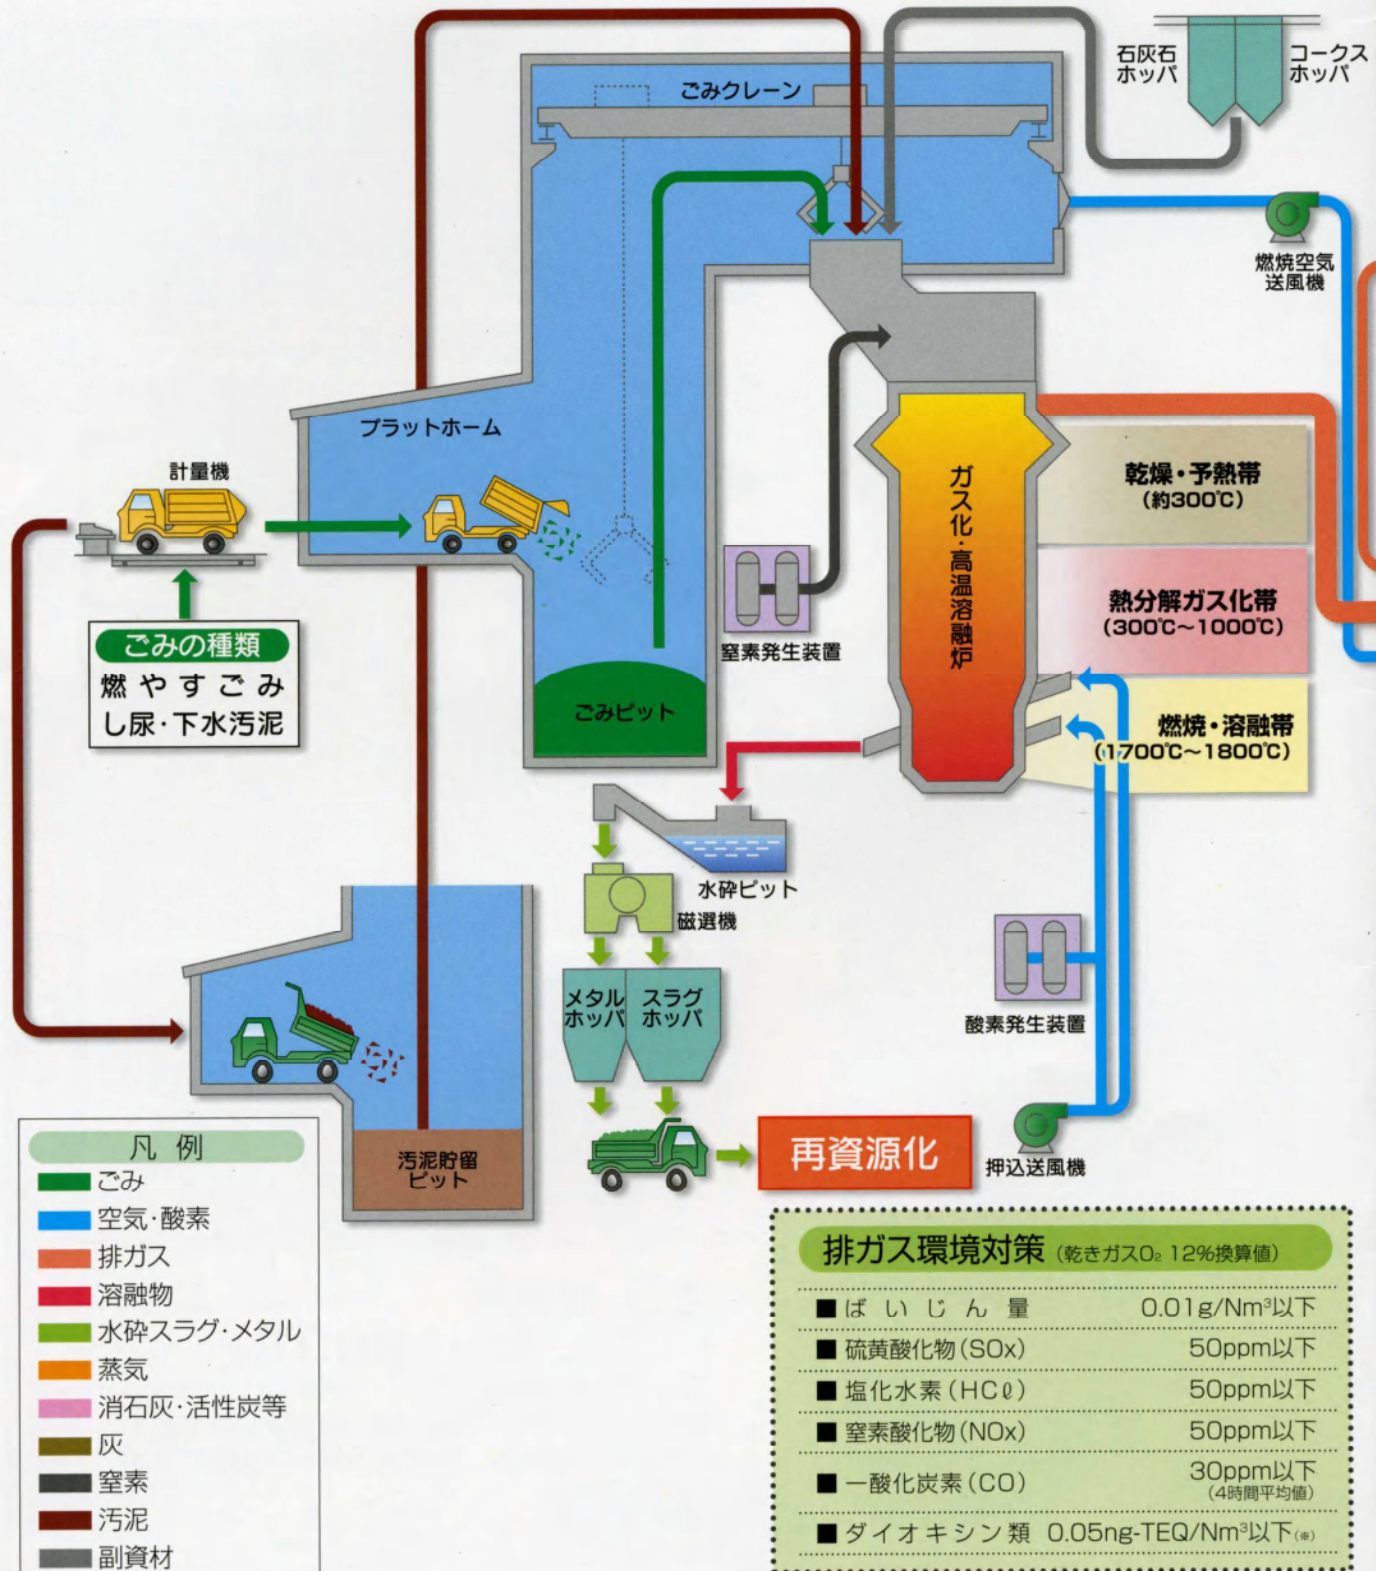 石灰石
ホッパ
コークス
ホッパ
ごみクレーン
燃焼空気
送風機
プラットホーム
計量機
ごみの種類
燃やすごみ
し尿・下水汚泥
ガス化・高温溶融炉
乾燥・予熱帯
(約300℃)
熱分解ガス化帯
(300℃〜1000℃)
燃焼・溶融帯
(1700℃〜1800℃)
窒素発生装置
ごみピット
水砕ピット
磁選機
メタル
ホッパ
スラグ
ホッパ
酸素発生装置
押込送風機
再資源化
汚泥貯留
ピット
凡例
ごみ
空気・酸素
排ガス
溶融物
水砕スラグ・メタル
蒸気
消石灰・活性炭等
灰
窒素
汚泥
副資材
排ガス環境対策 (乾きガスO₂ 12%換算値)
■ばいじん量 0.01g/Nm³以下
■硫黄酸化物(SOx) 50ppm以下
■塩化水素(HCℓ) 50ppm以下
■窒素酸化物(NOx) 50ppm以下
■一酸化炭素(CO) 30ppm以下
(4時間平均値)
■ダイオキシン類 0.05ng-TEQ/Nm³以下(※)